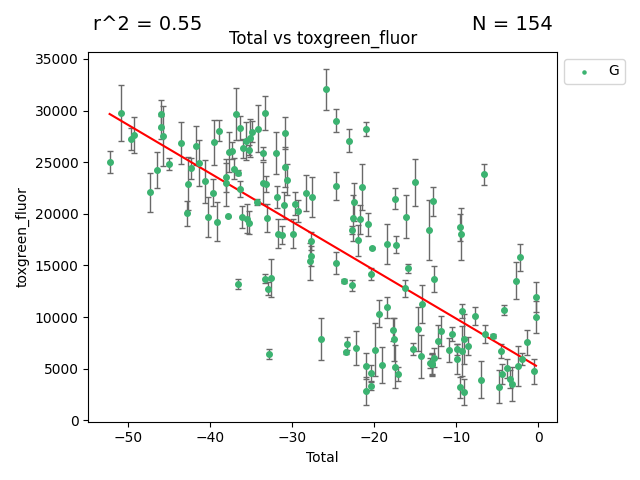 r^2 = 0.55
N = 154
Total vs toxgreen_fluor
35000
30000
25000
20000
15000
10000
5000
0
toxgreen_fluor
−50
−40
−30
−20
−10
0
Total
G